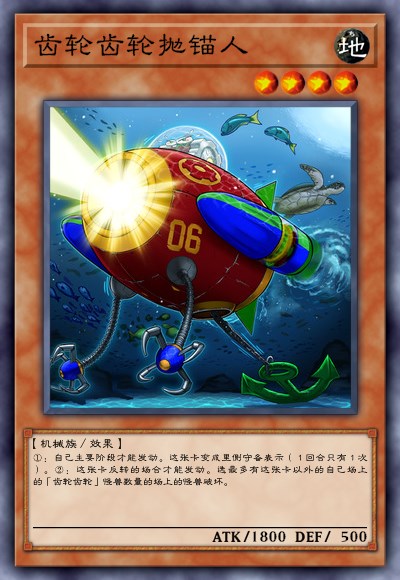 齿轮齿轮抛锚人
地
06
【机械族／效果】
①：自己主要阶段才能发动。这张卡变成里侧守备表示（１回合只有１次
）。②：这张卡反转的场合才能发动。选最多有这张卡以外的自己场上
的「齿轮齿轮」怪兽数量的场上的怪兽破坏。
ATK/1800 DEF/ 500